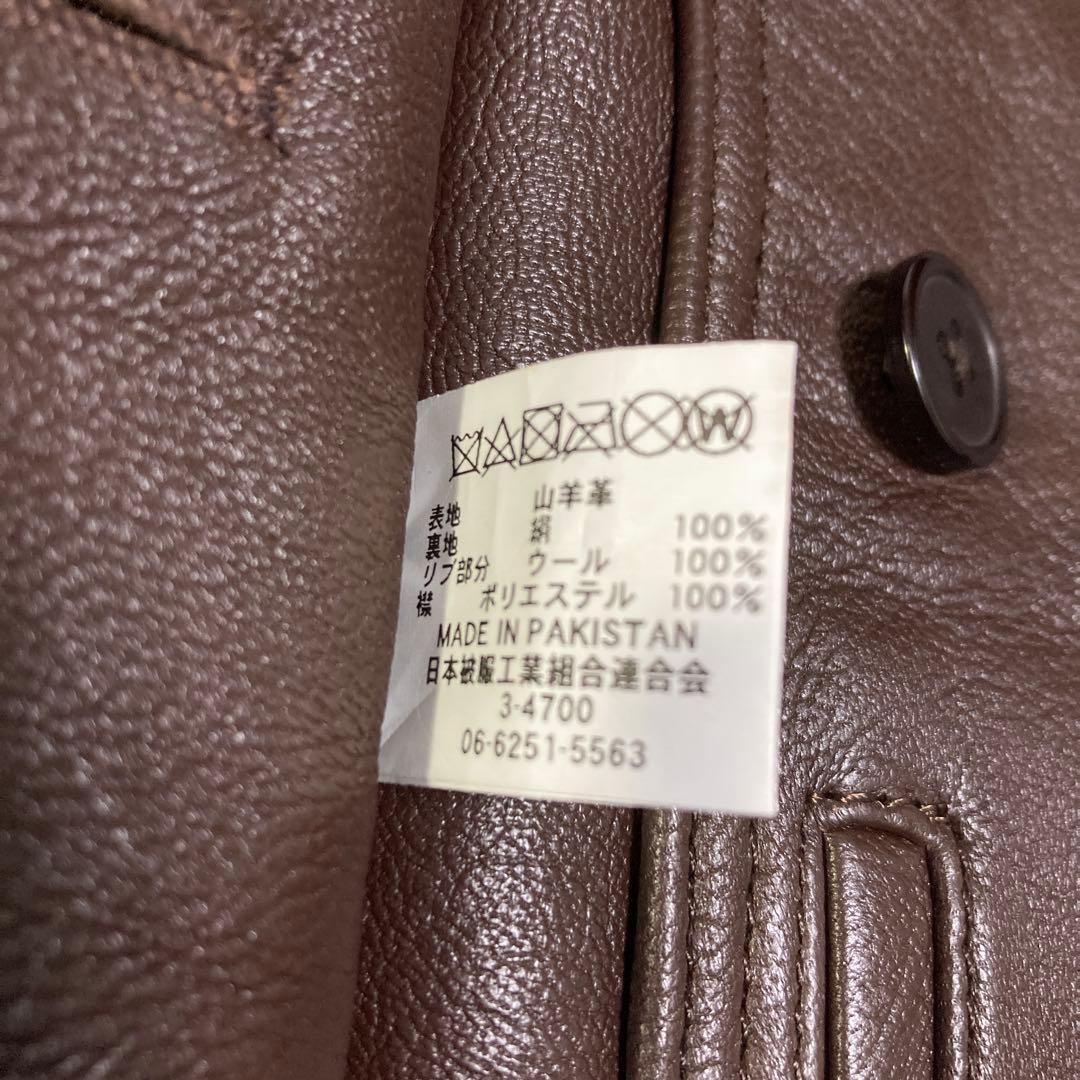 W
表地 山羊革
裏地 絹 100%
リブ部分 ウール 100%
襟 ポリエステル 100%
MADE IN PAKISTAN
日本被服工業組合連合会
3-4700
06-6251-5563